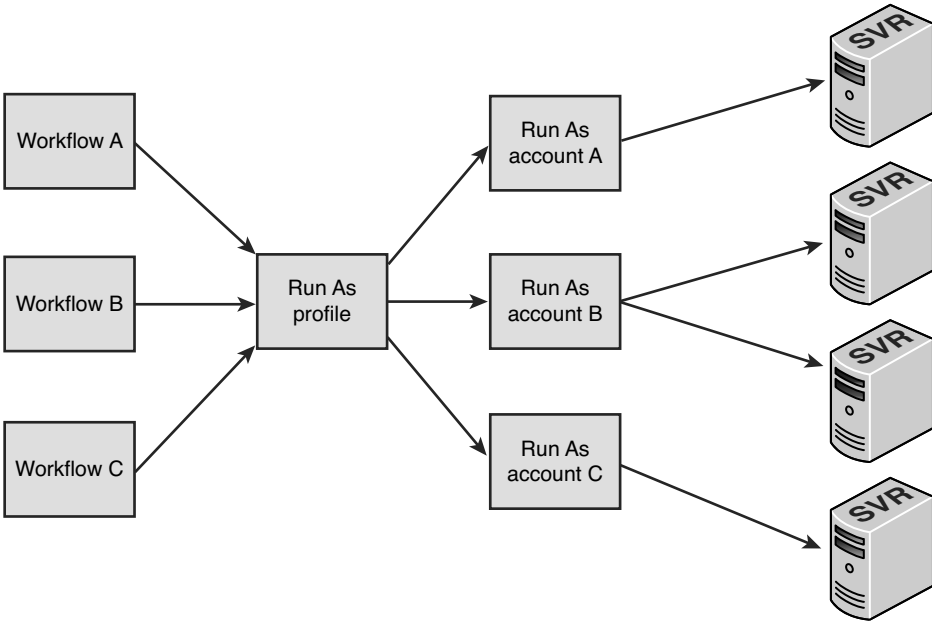 SVR
Workflow A
Run As
account A
SVR
Workflow B
Run As
profile
Run As
account B
SVR
Workflow C
Run As
account C
SVR